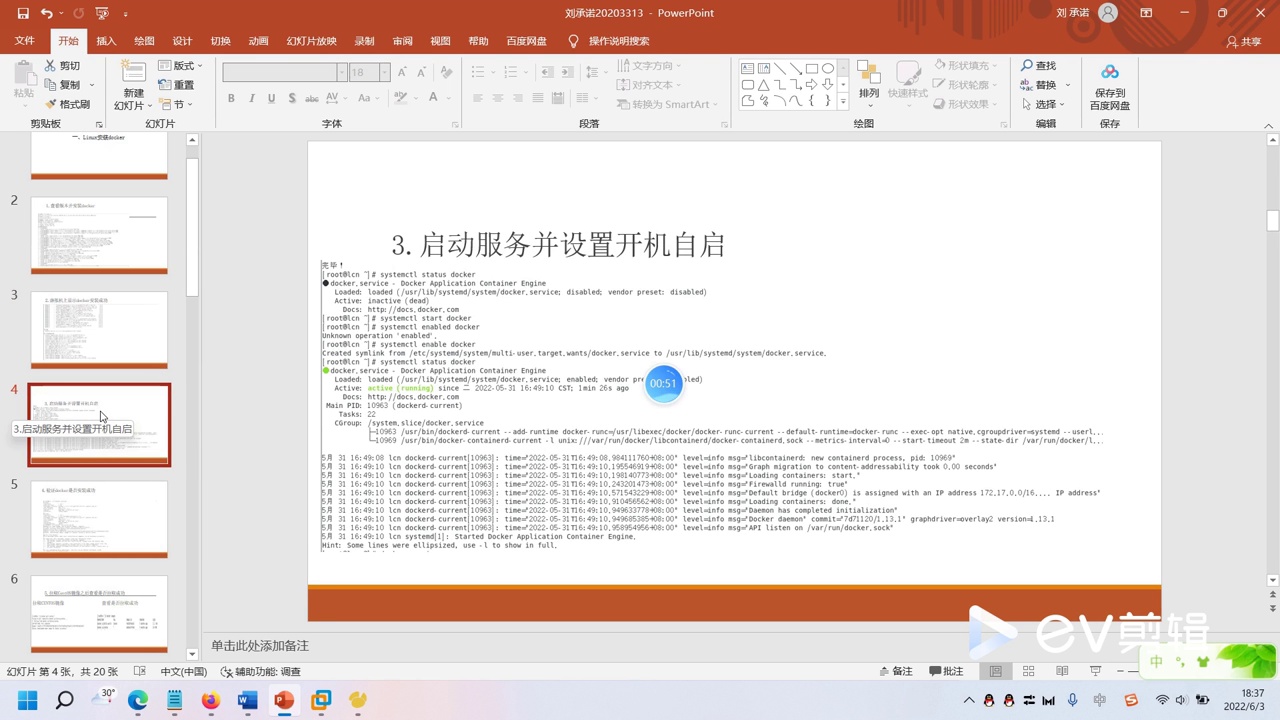 刘承诺20203313 - PowerPoint
刘 承诺
文件 开始 插入 绘图 设计 切换 动画 幻灯片放映 录制 审阅 视图 帮助 百度网盘 操作说明搜索 共享
粘贴
剪切
复制
格式刷
剪贴板
新建
幻灯片
版式
重置
节
幻灯片
18
字体
文字方向
对齐文本
转换为 SmartArt
段落
排列
快速样式
形状填充
形状轮廓
形状效果
绘图
查找
替换
选择
编辑
保存到
百度网盘
保存
一. Linux安装docker
2
3
4
3.启动服务并设置开机自启
5
6
3.启动服务并设置开机自启
完毕！
[root@lcn ~]# systemctl status docker
● docker.service - Docker Application Container Engine
Loaded: loaded (/usr/lib/systemd/system/docker.service; disabled; vendor preset: disabled)
Active: inactive (dead)
Docs: http://docs.docker.com
[root@lcn ~]# systemctl start docker
[root@lcn ~]# systemctl enabled docker
Unknown operation 'enabled'.
[root@lcn ~]# systemctl enable docker
Created symlink from /etc/systemd/system/multi-user.target.wants/docker.service to /usr/lib/systemd/system/docker.service.
[root@lcn ~]# systemctl status docker
● docker.service - Docker Application Container Engine
Loaded: loaded (/usr/lib/systemd/system/docker.service; enabled; vendor pre
Active: active (running) since 二 2022-05-31 16:49:10 CST; 1min 26s ago
Docs: http://docs.docker.com
Main PID: 10963 (dockerd-current)
Tasks: 22
CGroup: /system.slice/docker.service
├─10963 /usr/bin/dockerd-current --add-runtime docker-runc=/usr/libexec/docker/docker-runc-current --default-runtime=docker-runc --exec-opt native.cgroupdriver=systemd --userl...
└─10969 /usr/bin/docker-containerd-current -l unix:///var/run/docker/libcontainerd/docker-containerd.sock --metrics-interval=0 --start-timeout 2m --state-dir /var/run/docker/l...
5月 31 16:49:08 lcn dockerd-current[10963]: time="2022-05-31T16:49:08.984111760+08:00" level=info msg="libcontainerd: new containerd process, pid: 10969"
5月 31 16:49:10 lcn dockerd-current[10963]: time="2022-05-31T16:49:10.195546919+08:00" level=info msg="Graph migration to content-addressability took 0.00 seconds"
5月 31 16:49:10 lcn dockerd-current[10963]: time="2022-05-31T16:49:10.198140773+08:00" level=info msg="Loading containers: start."
5月 31 16:49:10 lcn dockerd-current[10963]: time="2022-05-31T16:49:10.243201473+08:00" level=info msg="Firewalld running: true"
5月 31 16:49:10 lcn dockerd-current[10963]: time="2022-05-31T16:49:10.571543229+08:00" level=info msg="Default bridge (docker0) is assigned with an IP address 172.17.0.0/16.... IP address"
5月 31 16:49:10 lcn dockerd-current[10963]: time="2022-05-31T16:49:10.910456562+08:00" level=info msg="Loading containers: done."
5月 31 16:49:10 lcn dockerd-current[10963]: time="2022-05-31T16:49:10.949633778+08:00" level=info msg="Daemon has completed initialization"
5月 31 16:49:10 lcn dockerd-current[10963]: time="2022-05-31T16:49:10.949685385+08:00" level=info msg="Docker daemon" commit="7d71120/1.13.1" graphdriver=overlay2 version=1.13.1
5月 31 16:49:10 lcn dockerd-current[10963]: time="2022-05-31T16:49:10.958954956+08:00" level=info msg="API listen on /var/run/docker.sock"
5月 31 16:49:10 lcn systemd[1]: Started Docker Application Container Engine.
Hint: Some lines were ellipsized, use -l to show in full.
00:51
单击此处添加备注
EV剪辑
中
幻灯片 第 4 张，共 20 张 中文(中国) 辅助功能: 调查 备注 批注
30°
18:37
2022/6/3